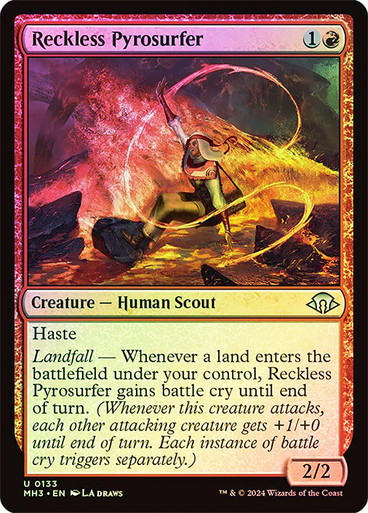 Reckless Pyrosurfer 1
Creature — Human Scout
Haste
Landfall — Whenever a land enters the
battlefield under your control, Reckless
Pyrosurfer gains battle cry until end
of turn. (Whenever this creature attacks,
each other attacking creature gets +1/+0
until end of turn. Each instance of battle
cry triggers separately.)
2/2
U 0133
MH3 • EN LA DRAWS ™ & © 2024 Wizards of the Coast